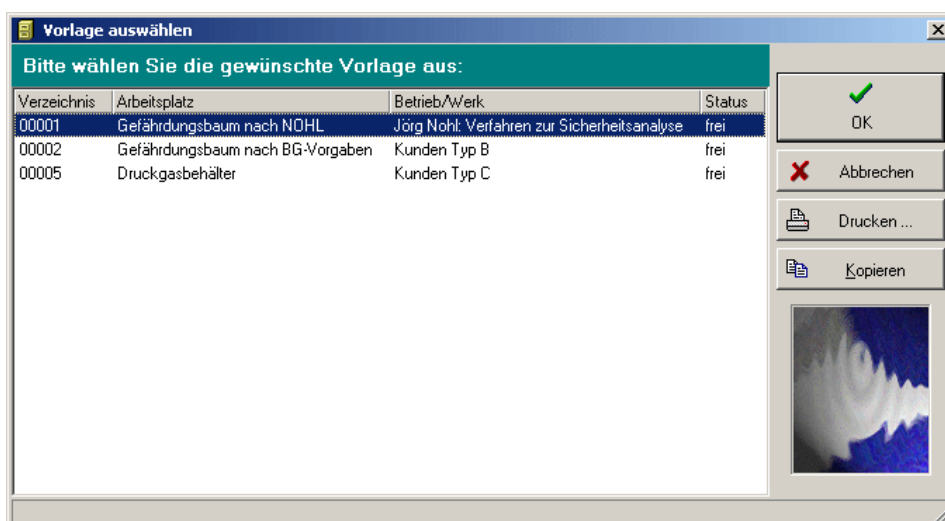 Vorlage auswählen
Bitte wählen Sie die gewünschte Vorlage aus:
Verzeichnis Arbeitsplatz Betrieb/Werk Status
00001 Gefährdungsbaum nach NOHL Jörg Nohl: Verfahren zur Sicherheitsanalyse frei
00002 Gefährdungsbaum nach BG-Vorgaben Kunden Typ B frei
00005 Druckgasbehälter Kunden Typ C frei
OK
Abbrechen
Drucken ...
Kopieren